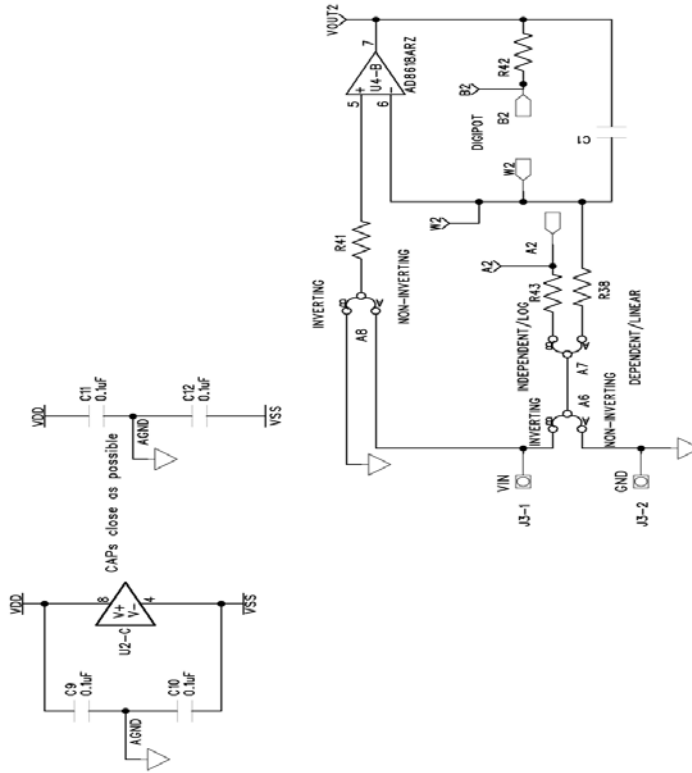 VDD
C9
0.1uF
AGND
C10
0.1uF
8
V+
V-
4
U2-C
VSS
CAPs close as possible
VDD
C11
0.1uF
AGND
C12
0.1uF
VSS
INVERTING
B
A8
A
NON-INVERTING
R41
5
+
6
-
U4-B
7
AD8618ARZ
VOUT2
VIN
J3-1
GND
J3-2
INVERTING
B
A6
A
NON-INVERTING
INDEPENDENT/LOG
B
A7
A
DEPENDENT/LINEAR
R43
R38
A2
A2
W2
W2
DIGIPOT
B2
B2
R42
C1